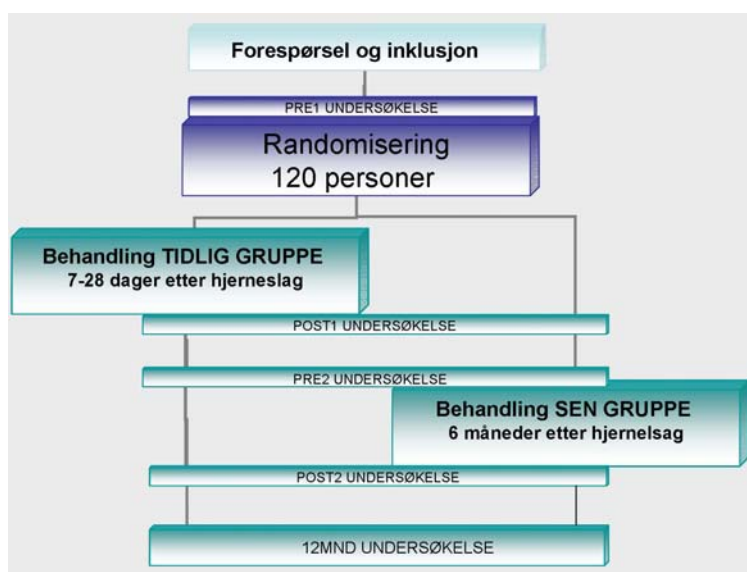 Forespørsel og inklusjon
PRE1 UNDERSØKELSE
Randomisering
120 personer
Behandling TIDLIG GRUPPE
7-28 dager etter hjerneslag
POST1 UNDERSØKELSE
PRE2 UNDERSØKELSE
Behandling SEN GRUPPE
6 måneder etter hjernelsag
POST2 UNDERSØKELSE
12MND UNDERSØKELSE